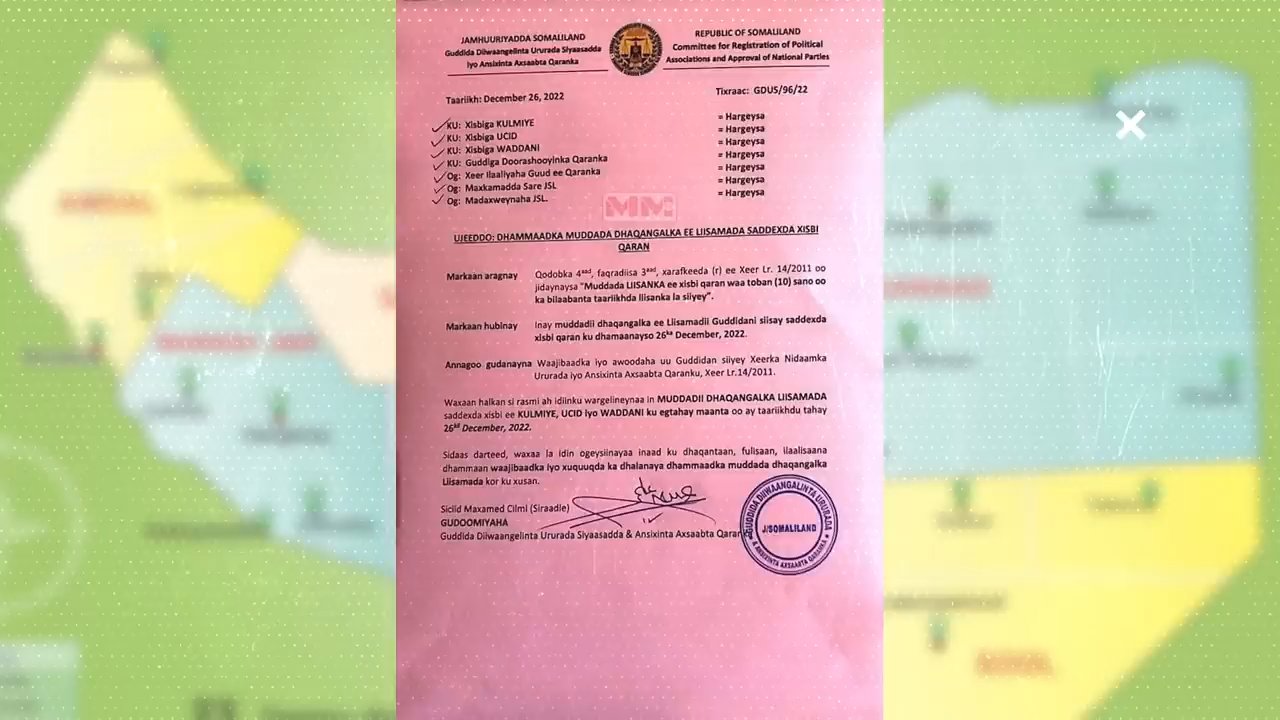 JAMHUURIYADDA SOMALILAND
Guddida Diiwaangelinta Ururada Siyaasadda
iyo Ansixinta Axsaabta Qaranka
REPUBLIC OF SOMALILAND
Committee for Registration of Political
Associations and Approval of National Parties
Taariikh: December 26, 2022
Tixraac: GDUS/96/22
KU: Xisbiga KULMIYE = Hargeysa
KU: Xisbiga UCID = Hargeysa
KU: Xisbiga WADDANI = Hargeysa
KU: Guddiga Doorashooyinka Qaranka = Hargeysa
Og: Xeer Ilaaliyaha Guud ee Qaranka = Hargeysa
Og: Maxkamadda Sare JSL = Hargeysa
Og: Madaxweynaha JSL. = Hargeysa
MM
UJEEDDO: DHAMMAADKA MUDDADA DHAQANGALKA EE LIISAMADA SADDEXDA XISBI
QARAN
Markaan aragnay Qodobka 4aad, faqradiisa 3aad, xarafkeeda (r) ee Xeer Lr. 14/2011 oo
jidaynaysa "Muddada LIISANKA ee xisbi qaran waa toban (10) sano oo
ka bilaabanta taariikhda liisanka la siiyey".
Markaan hubinay Inay muddadii dhaqangalka ee Liisamadii Guddidani siisay saddexda
xisbi qaran ku dhamaanayso 26ka December, 2022.
Annagoo gudanayna Waajibaadka iyo awoodaha uu Guddidan siiyey Xeerka Nidaamka
Ururada iyo Ansixinta Axsaabta Qaranku, Xeer Lr.14/2011.
Waxaan halkan si rasmi ah idiinku wargelineynaa in MUDDADII DHAQANGALKA LIISAMADA
saddexda xisbi ee KULMIYE, UCID iyo WADDANI ku egtahay maanta oo ay taariikhdu tahay
26ka December, 2022.
Sidaas darteed, waxaa la idin ogeysiinayaa inaad ku dhaqantaan, fulisaan, ilaalisaana
dhammaan waajibaadka iyo xuquuqda ka dhalanaya dhammaadka muddada dhaqangalka
Liisamada kor ku xusan.
Siciid Maxamed Cilmi (Siraadle)
GUDOOMIYAHA
Guddida Diiwaangelinta Ururada Siyaasadda & Ansixinta Axsaabta Qaran
GUDDIDA DIIWAANGALINTA URURADA
J/SOMALILAND
& ANSIXINTA AXSAABTA QARANKA